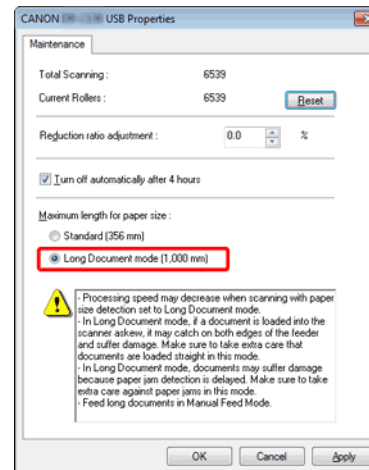 CANON USB Properties
Maintenance
Total Scanning : 6539
Current Rollers : 6539 Reset
Reduction ratio adjustment : 0.0 %
Turn off automatically after 4 hours
Maximum length for paper size :
Standard (356 mm)
Long Document mode (1,000 mm)
- Processing speed may decrease when scanning with paper
size detection set to Long Document mode.
- In Long Document mode, if a document is loaded into the
scanner askew, it may catch on both edges of the feeder
and suffer damage. Make sure to take extra care that
documents are loaded straight in this mode.
- In Long Document mode, documents may suffer damage
because paper jam detection is delayed. Make sure to take
extra care against paper jams in this mode.
- Feed long documents in Manual Feed Mode.
OK Cancel Apply